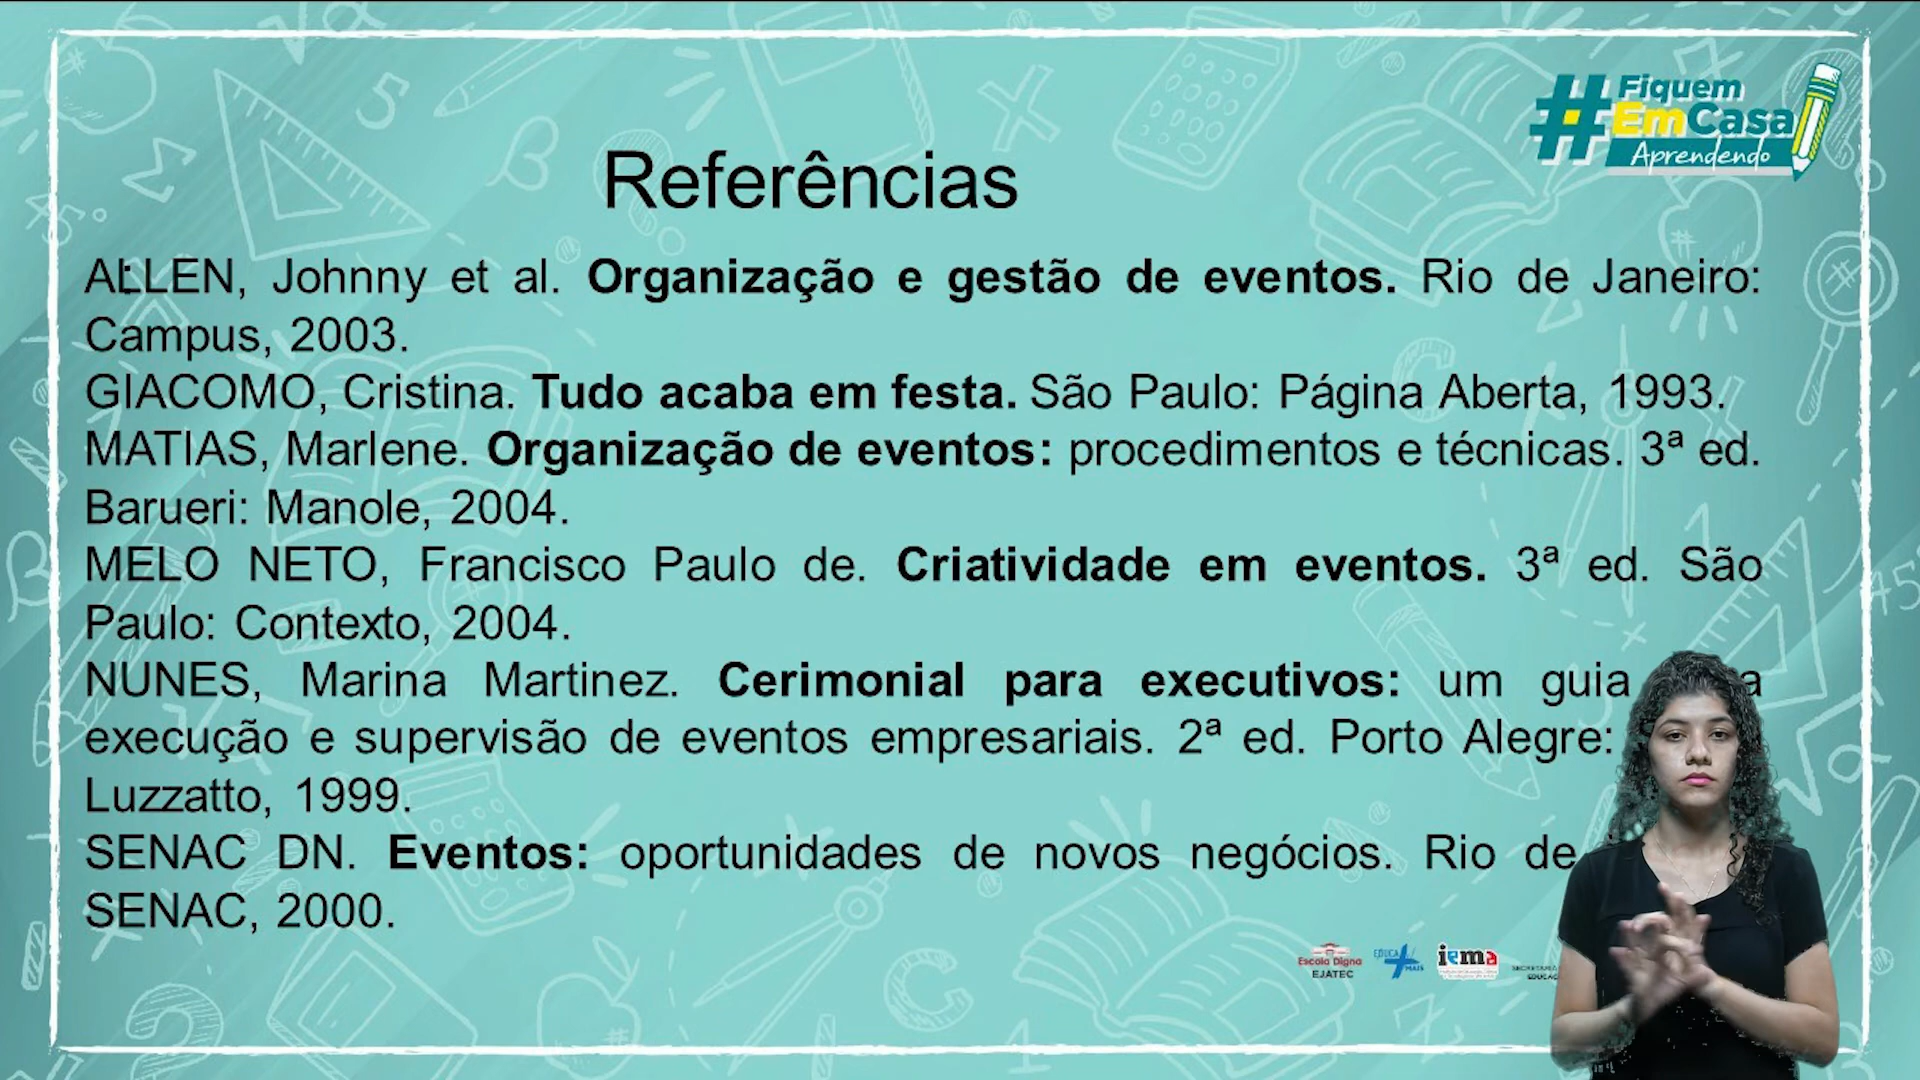 #Fiquem
EmCasa
Aprendendo
Referências
ALLEN, Johnny et al. Organização e gestão de eventos. Rio de Janeiro:
Campus, 2003.
GIACOMO, Cristina. Tudo acaba em festa. São Paulo: Página Aberta, 1993.
MATIAS, Marlene. Organização de eventos: procedimentos e técnicas. 3ª ed.
Barueri: Manole, 2004.
MELO NETO, Francisco Paulo de. Criatividade em eventos. 3ª ed. São
Paulo: Contexto, 2004.
NUNES, Marina Martinez. Cerimonial para executivos: um guia
execução e supervisão de eventos empresariais. 2ª ed. Porto Alegre:
Luzzatto, 1999.
SENAC DN. Eventos: oportunidades de novos negócios. Rio de
SENAC, 2000.
Escola Digna
EJATEC
EDUCA
MAIS
iema